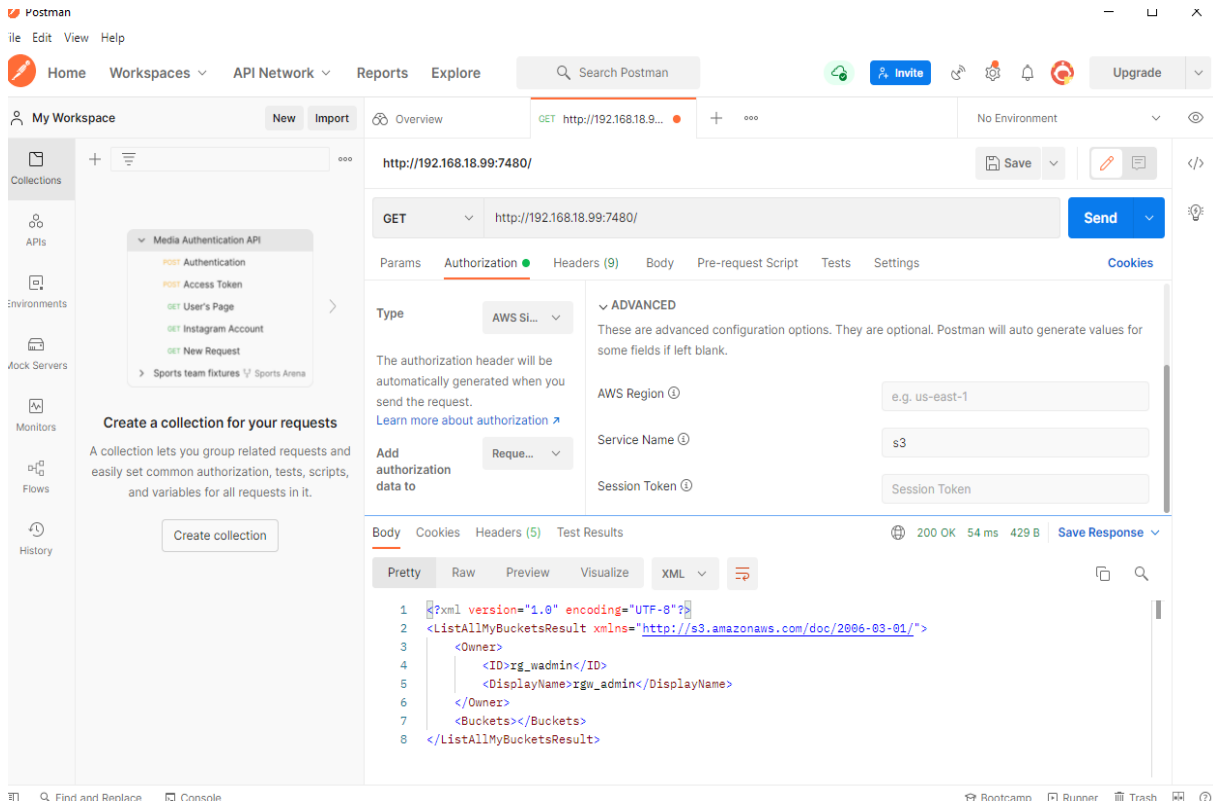 Postman
ile Edit View Help
Home Workspaces API Network Reports Explore Search Postman Invite Upgrade
My Workspace New Import Overview GET http://192.168.18.9... No Environment
Collections
APIs
Environments
Mock Servers
Monitors
Flows
History
Media Authentication API
POST Authentication
POST Access Token
GET User's Page
GET Instagram Account
GET New Request
Sports team fixtures Sports Arena
Create a collection for your requests
A collection lets you group related requests and
easily set common authorization, tests, scripts,
and variables for all requests in it.
Create collection
http://192.168.18.99:7480/ Save
GET http://192.168.18.99:7480/ Send
Params Authorization Headers (9) Body Pre-request Script Tests Settings Cookies
Type AWS Si...
The authorization header will be
automatically generated when you
send the request.
Learn more about authorization ↗
Add
authorization
data to
Reque...
ADVANCED
These are advanced configuration options. They are optional. Postman will auto generate values for
some fields if left blank.
AWS Region e.g. us-east-1
Service Name s3
Session Token Session Token
Body Cookies Headers (5) Test Results 200 OK 54 ms 429 B Save Response
Pretty Raw Preview Visualize XML
1 <?xml version="1.0" encoding="UTF-8"?>
2 <ListAllMyBucketsResult xmlns="http://s3.amazonaws.com/doc/2006-03-01/">
3 <Owner>
4 <ID>rg_wadmin</ID>
5 <DisplayName>rgw_admin</DisplayName>
6 </Owner>
7 <Buckets></Buckets>
8 </ListAllMyBucketsResult>
Find and Replace Console Bootcamp Runner Trash